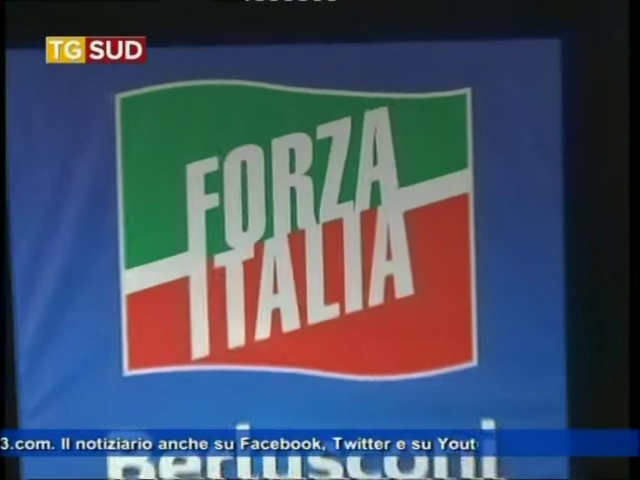 TG SUD
FORZA
ITALIA
3.com. Il notiziario anche su Facebook, Twitter e su Yout
Berlusconi